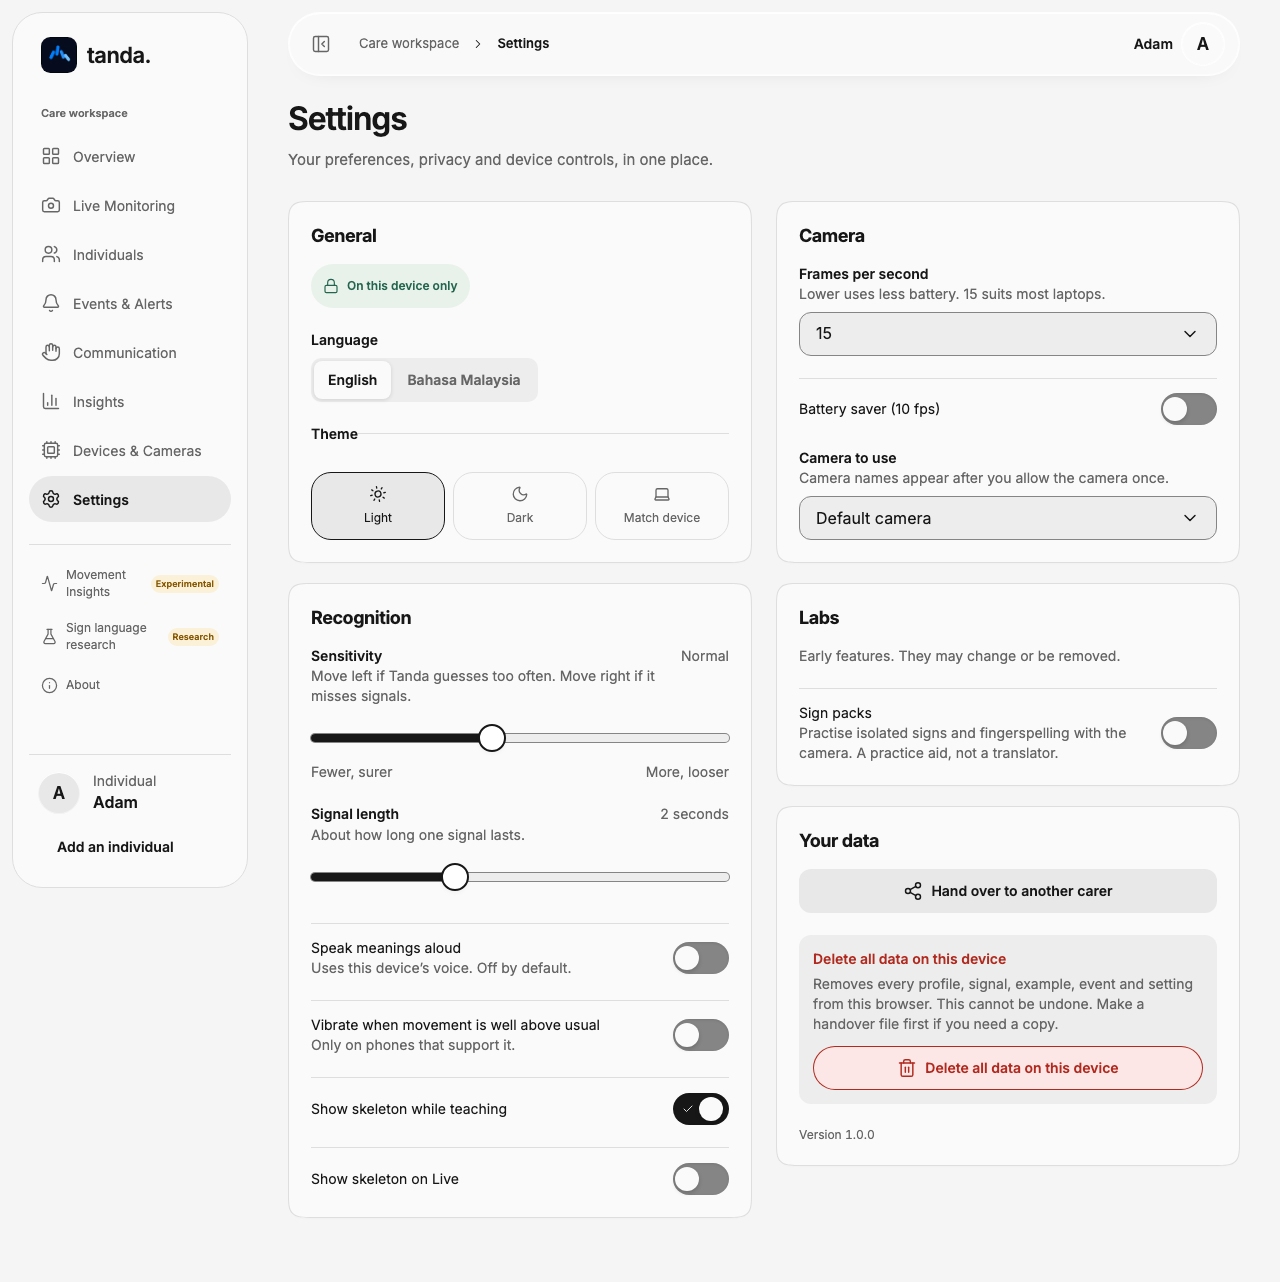 tanda.
Care workspace
Overview
Live Monitoring
Individuals
Events & Alerts
Communication
Insights
Devices & Cameras
Settings
Movement
Insights
Experimental
Sign language
research
Research
About
A
Individual
Adam
Add an individual
Care workspace > Settings
Adam
A
Settings
Your preferences, privacy and device controls, in one place.
General
On this device only
Language
English
Bahasa Malaysia
Theme
Light
Dark
Match device
Camera
Frames per second
Lower uses less battery. 15 suits most laptops.
15
Battery saver (10 fps)
Camera to use
Camera names appear after you allow the camera once.
Default camera
Recognition
Sensitivity
Normal
Move left if Tanda guesses too often. Move right if it
misses signals.
Fewer, surer
More, looser
Signal length
2 seconds
About how long one signal lasts.
Speak meanings aloud
Uses this device’s voice. Off by default.
Vibrate when movement is well above usual
Only on phones that support it.
Show skeleton while teaching
Show skeleton on Live
Labs
Early features. They may change or be removed.
Sign packs
Practise isolated signs and fingerspelling with the
camera. A practice aid, not a translator.
Your data
Hand over to another carer
Delete all data on this device
Removes every profile, signal, example, event and setting
from this browser. This cannot be undone. Make a
handover file first if you need a copy.
Delete all data on this device
Version 1.0.0